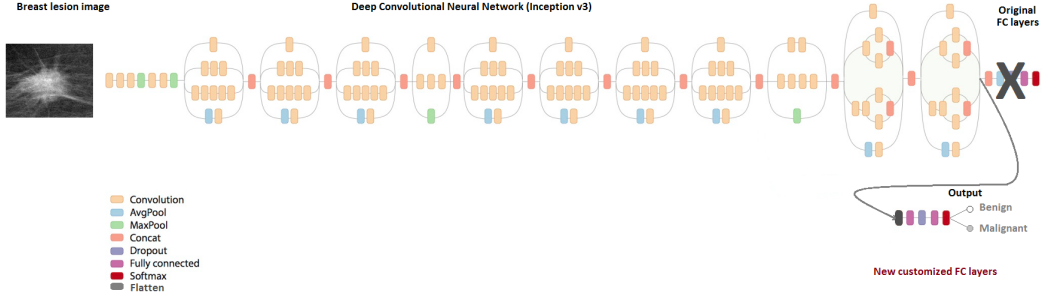 Breast lesion image
Deep Convolutional Neural Network (Inception v3)
Original
FC layers
X
Convolution
AvgPool
MaxPool
Concat
Dropout
Fully connected
Softmax
Flatten
Output
Benign
Malignant
New customized FC layers